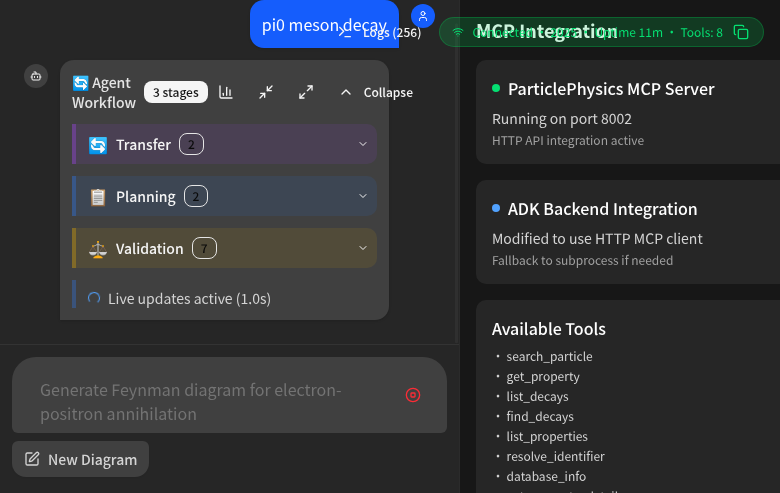 pi0 meson decay
Logs (256)
Connected
Uptime 11m • Tools: 8
MCP Integration
🔄 Agent
Workflow
3 stages
Collapse
🔄 Transfer 2
📋 Planning 2
⚖️ Validation 7
Live updates active (1.0s)
Generate Feynman diagram for electron-
positron annihilation
New Diagram
ParticlePhysics MCP Server
Running on port 8002
HTTP API integration active
ADK Backend Integration
Modified to use HTTP MCP client
Fallback to subprocess if needed
Available Tools
• search_particle
• get_property
• list_decays
• find_decays
• list_properties
• resolve_identifier
• database_info